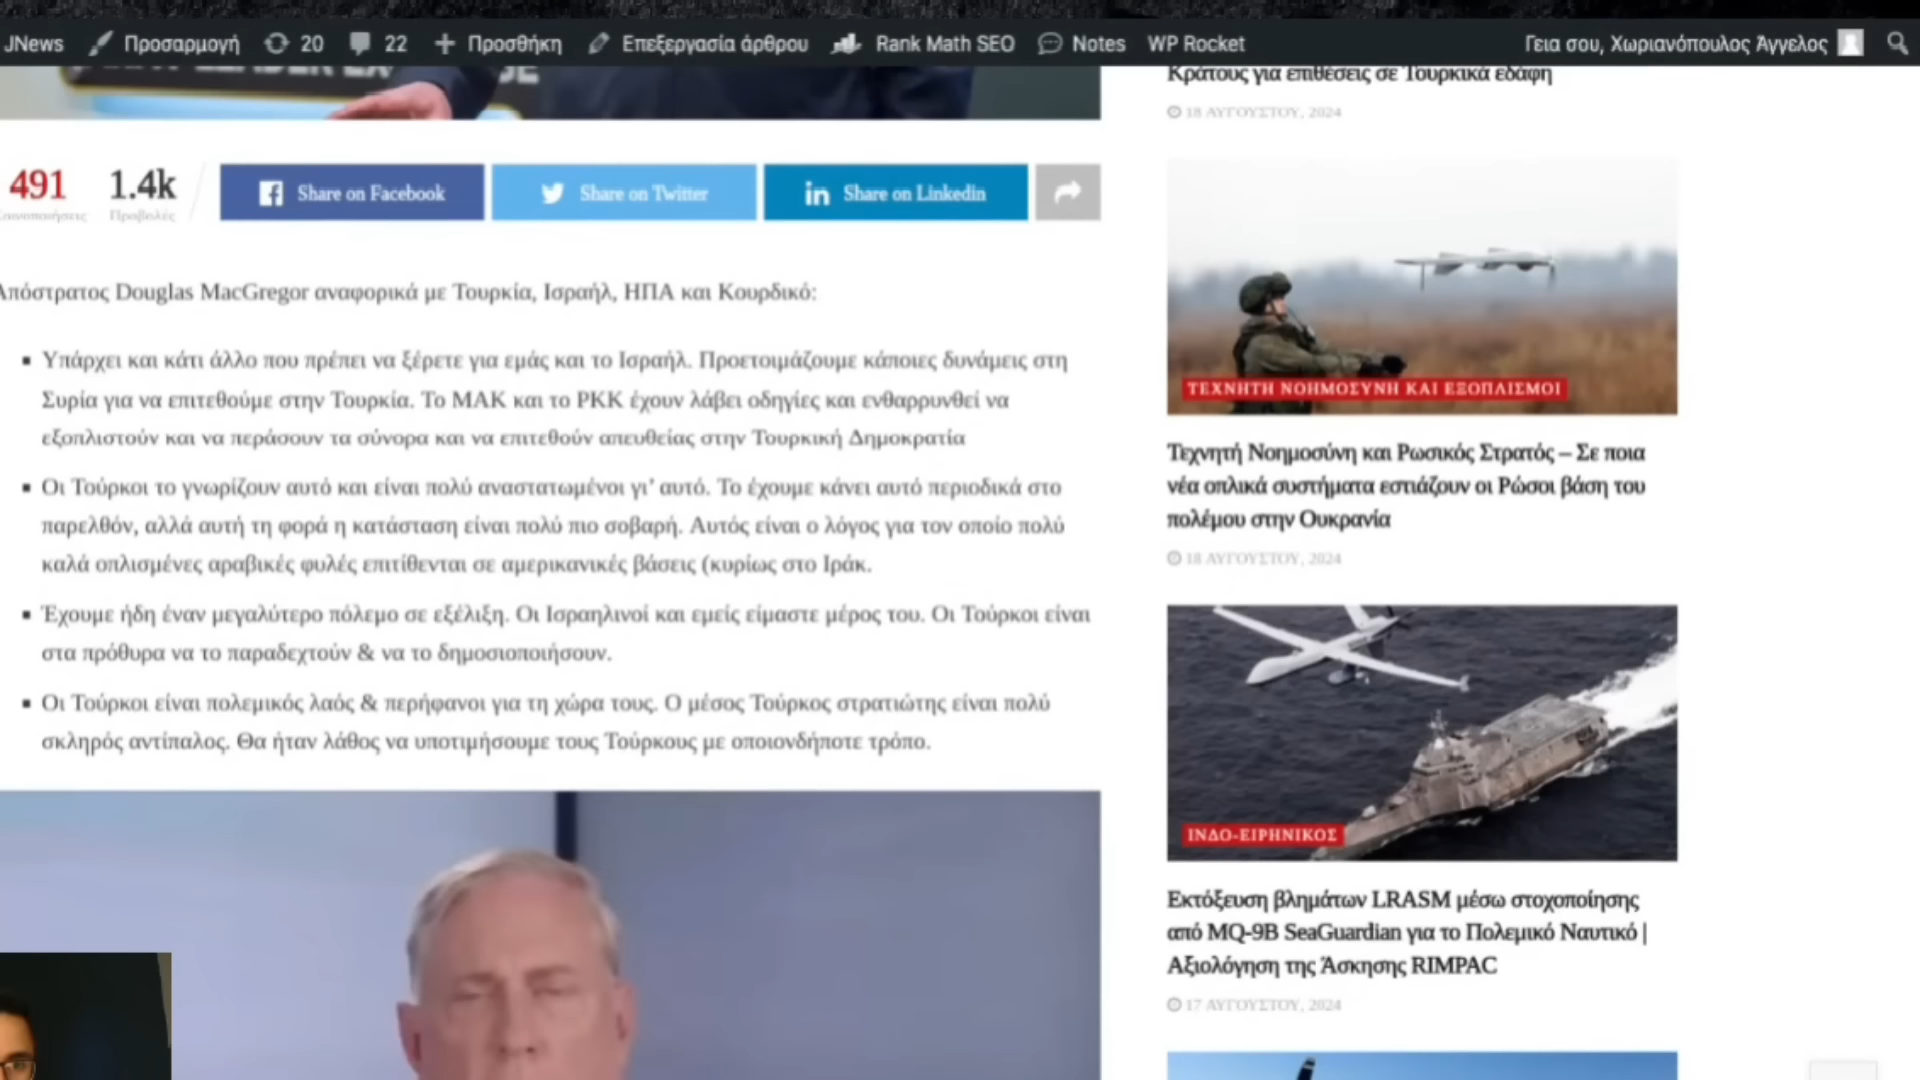 JNews Προσαρμογή 20 22 Προσθήκη Επεξεργασία άρθρου Rank Math SEO Notes WP Rocket Γεια σου, Χωριανόπουλος Άγγελος
Κράτους για επιθέσεις σε Τουρκικά εδάφη
18 ΑΥΓΟΥΣΤΟΥ, 2024
491 1.4k
Κοινοποιήσεις Προβολές
Share on Facebook Share on Twitter Share on Linkedin
Απόστρατος Douglas MacGregor αναφορικά με Τουρκία, Ισραήλ, ΗΠΑ και Κουρδικό:
Υπάρχει και κάτι άλλο που πρέπει να ξέρετε για εμάς και το Ισραήλ. Προετοιμάζουμε κάποιες δυνάμεις στη
Συρία για να επιτεθούμε στην Τουρκία. Το ΜΑΚ και το PKK έχουν λάβει οδηγίες και ενθαρρυνθεί να
εξοπλιστούν και να περάσουν τα σύνορα και να επιτεθούν απευθείας στην Τουρκική Δημοκρατία
Οι Τούρκοι το γνωρίζουν αυτό και είναι πολύ αναστατωμένοι γι’ αυτό. Το έχουμε κάνει αυτό περιοδικά στο
παρελθόν, αλλά αυτή τη φορά η κατάσταση είναι πολύ πιο σοβαρή. Αυτός είναι ο λόγος για τον οποίο πολύ
καλά οπλισμένες αραβικές φυλές επιτίθενται σε αμερικανικές βάσεις (κυρίως στο Ιράκ.
Έχουμε ήδη έναν μεγαλύτερο πόλεμο σε εξέλιξη. Οι Ισραηλινοί και εμείς είμαστε μέρος του. Οι Τούρκοι είναι
στα πρόθυρα να το παραδεχτούν & να το δημοσιοποιήσουν.
Οι Τούρκοι είναι πολεμικός λαός & περήφανοι για τη χώρα τους. Ο μέσος Τούρκος στρατιώτης είναι πολύ
σκληρός αντίπαλος. Θα ήταν λάθος να υποτιμήσουμε τους Τούρκους με οποιονδήποτε τρόπο.
ΤΕΧΝΗΤΗ ΝΟΗΜΟΣΥΝΗ ΚΑΙ ΕΞΟΠΛΙΣΜΟΙ
Τεχνητή Νοημοσύνη και Ρωσικός Στρατός – Σε ποια
νέα οπλικά συστήματα εστιάζουν οι Ρώσοι βάση του
πολέμου στην Ουκρανία
18 ΑΥΓΟΥΣΤΟΥ, 2024
ΙΝΔΟ-ΕΙΡΗΝΙΚΟΣ
Εκτόξευση βλημάτων LRASM μέσω στοχοποίησης
από MQ-9B SeaGuardian για το Πολεμικό Ναυτικό |
Αξιολόγηση της Άσκησης RIMPAC
17 ΑΥΓΟΥΣΤΟΥ, 2024